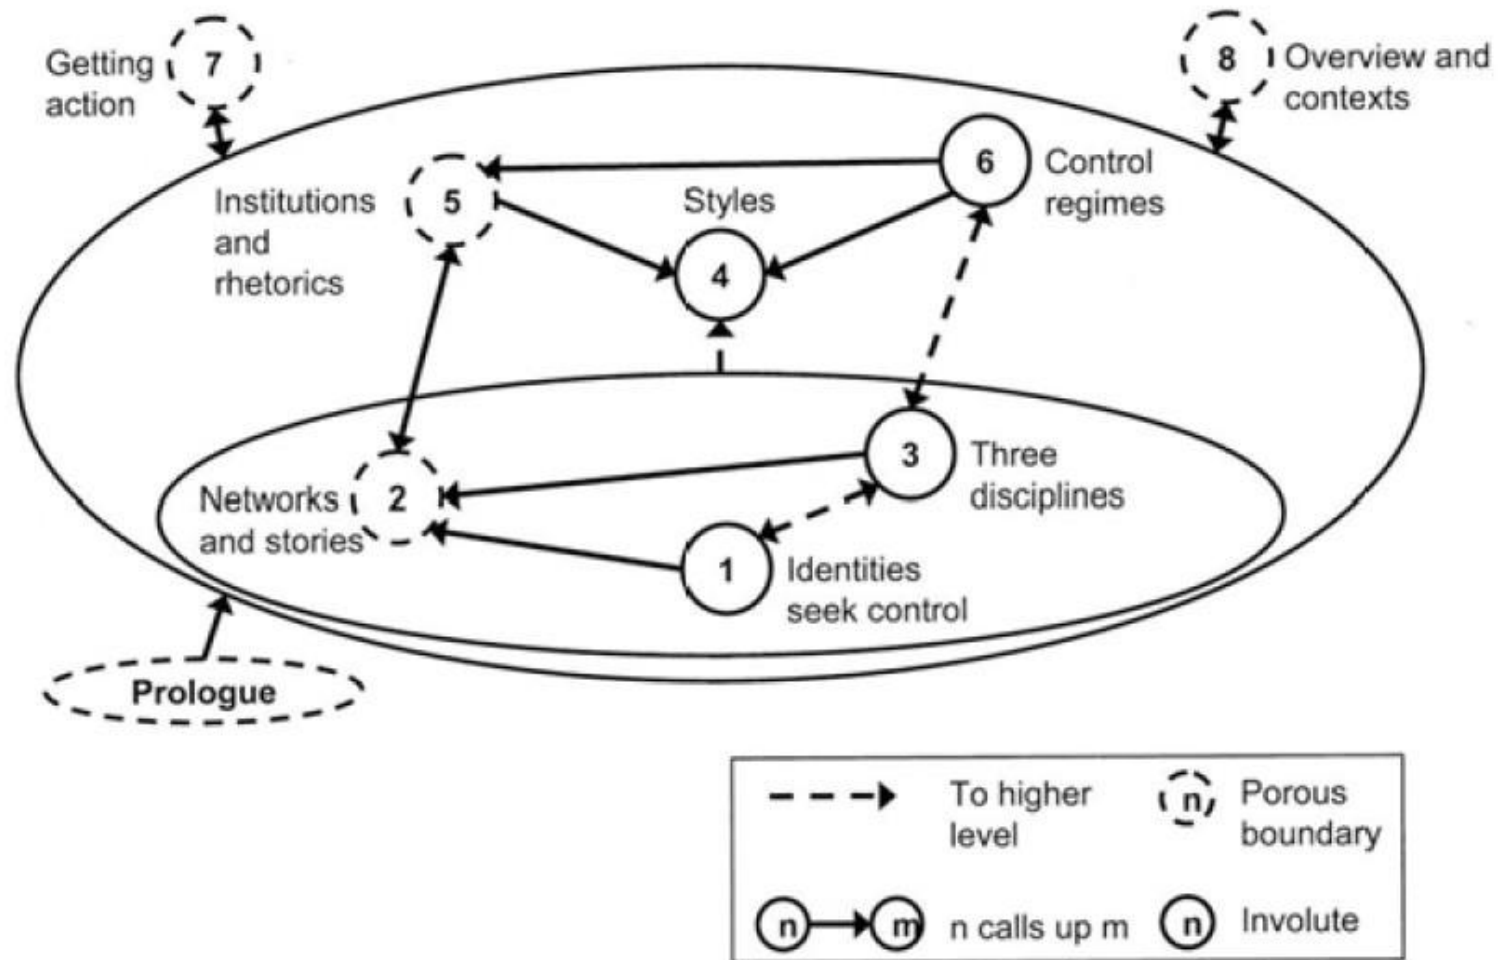 Getting
action
7
8
Overview and
contexts
Institutions
and
rhetorics
5
Styles
4
6
Control
regimes
Networks
and stories
2
3
Three
disciplines
1
Identities
seek control
Prologue
To higher
level
n
Porous
boundary
n
m
n calls up m
n
Involute